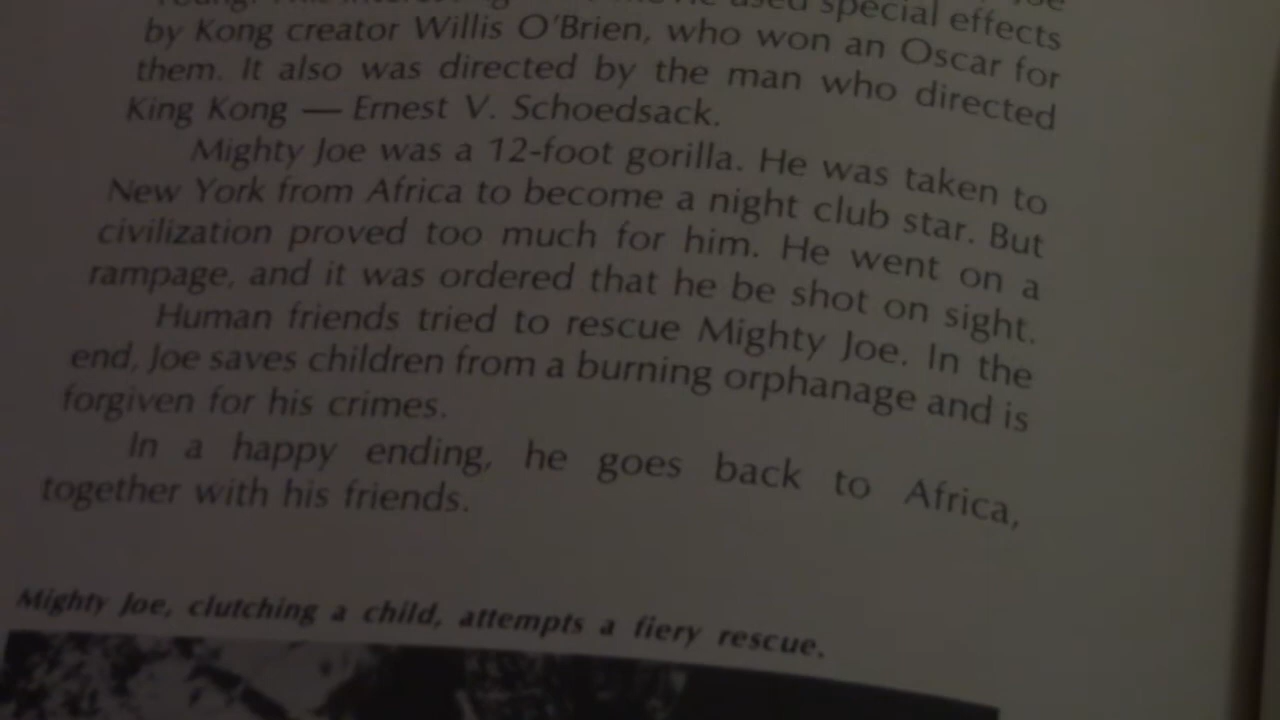 special effects
by Kong creator Willis O'Brien, who won an Oscar for
them. It also was directed by the man who directed
King Kong — Ernest V. Schoedsack.
Mighty Joe was a 12-foot gorilla. He was taken to
New York from Africa to become a night club star. But
civilization proved too much for him. He went on a
rampage, and it was ordered that he be shot on sight.
Human friends tried to rescue Mighty Joe. In the
end, Joe saves children from a burning orphanage and is
forgiven for his crimes.
In a happy ending, he goes back to Africa,
together with his friends.
Mighty Joe, clutching a child, attempts a fiery rescue.